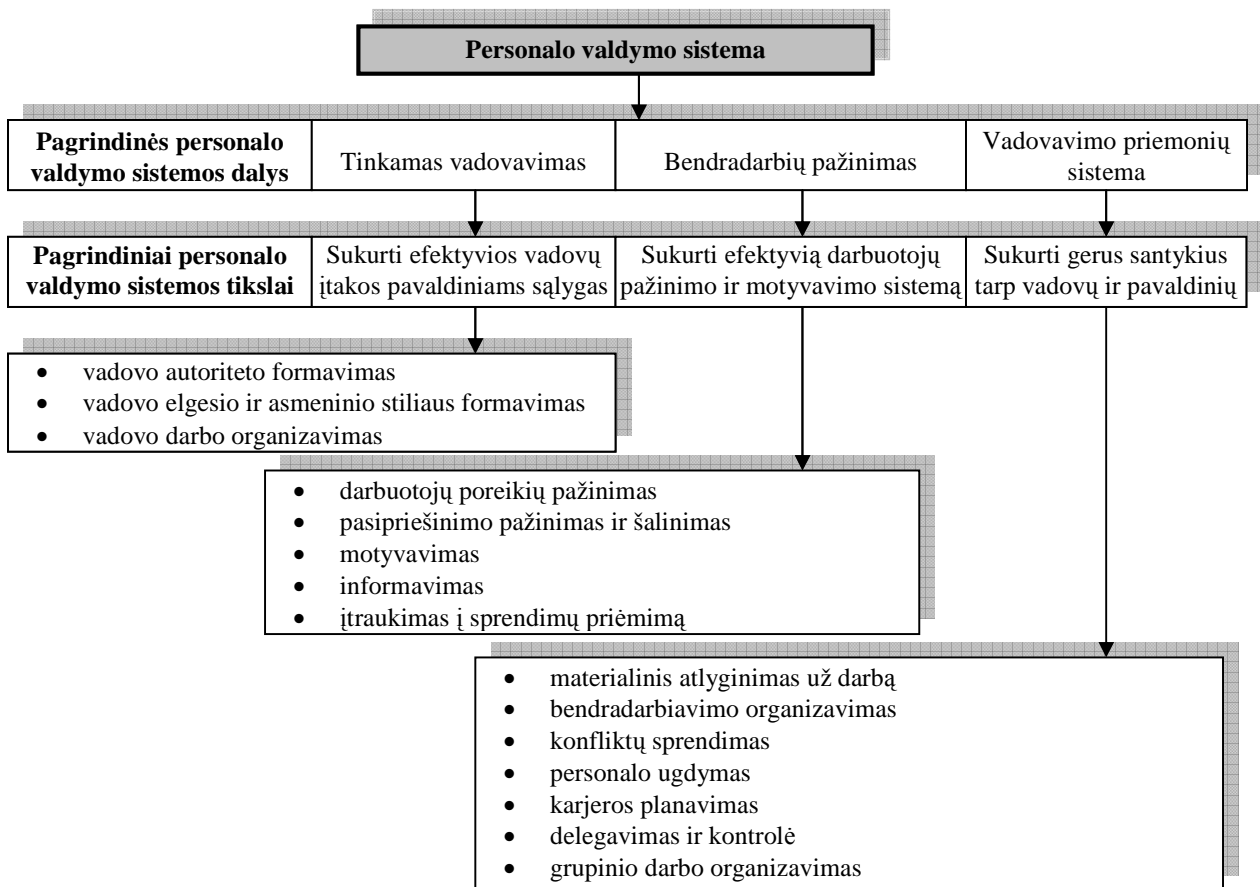 Personalo valdymo sistema
Pagrindinės personalo
valdymo sistemos dalys
Tinkamas vadovavimas
Bendradarbių pažinimas
Vadovavimo priemonių
sistema
Pagrindiniai personalo
valdymo sistemos tikslai
Sukurti efektyvios vadovų
įtakos pavaldiniams sąlygas
Sukurti efektyvią darbuotojų
pažinimo ir motyvavimo sistemą
Sukurti gerus santykius
tarp vadovų ir pavaldinių
• vadovo autoriteto formavimas
• vadovo elgesio ir asmeninio stiliaus formavimas
• vadovo darbo organizavimas
• darbuotojų poreikių pažinimas
• pasipriešinimo pažinimas ir šalinimas
• motyvavimas
• informavimas
• įtraukimas į sprendimų priėmimą
• materialinis atlyginimas už darbą
• bendradarbiavimo organizavimas
• konfliktų sprendimas
• personalo ugdymas
• karjeros planavimas
• delegavimas ir kontrolė
• grupinio darbo organizavimas